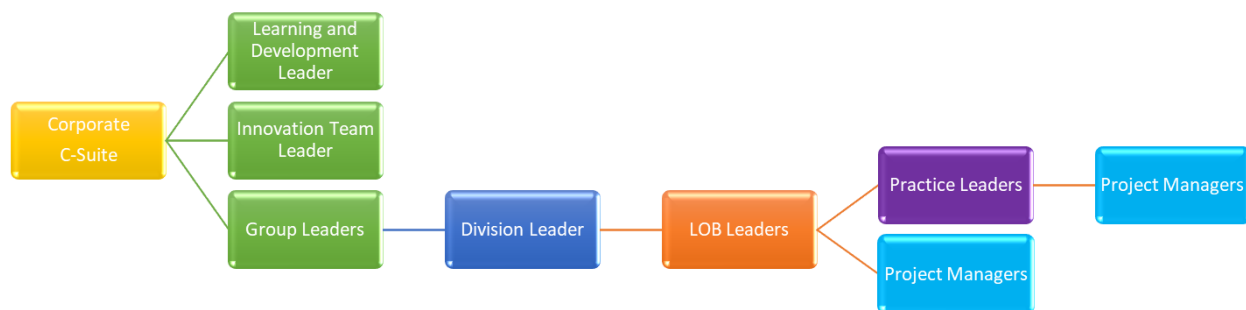 Corporate
C-Suite
Learning and
Development
Leader
Innovation Team
Leader
Group Leaders
Division Leader
LOB Leaders
Practice Leaders
Project Managers
Project Managers